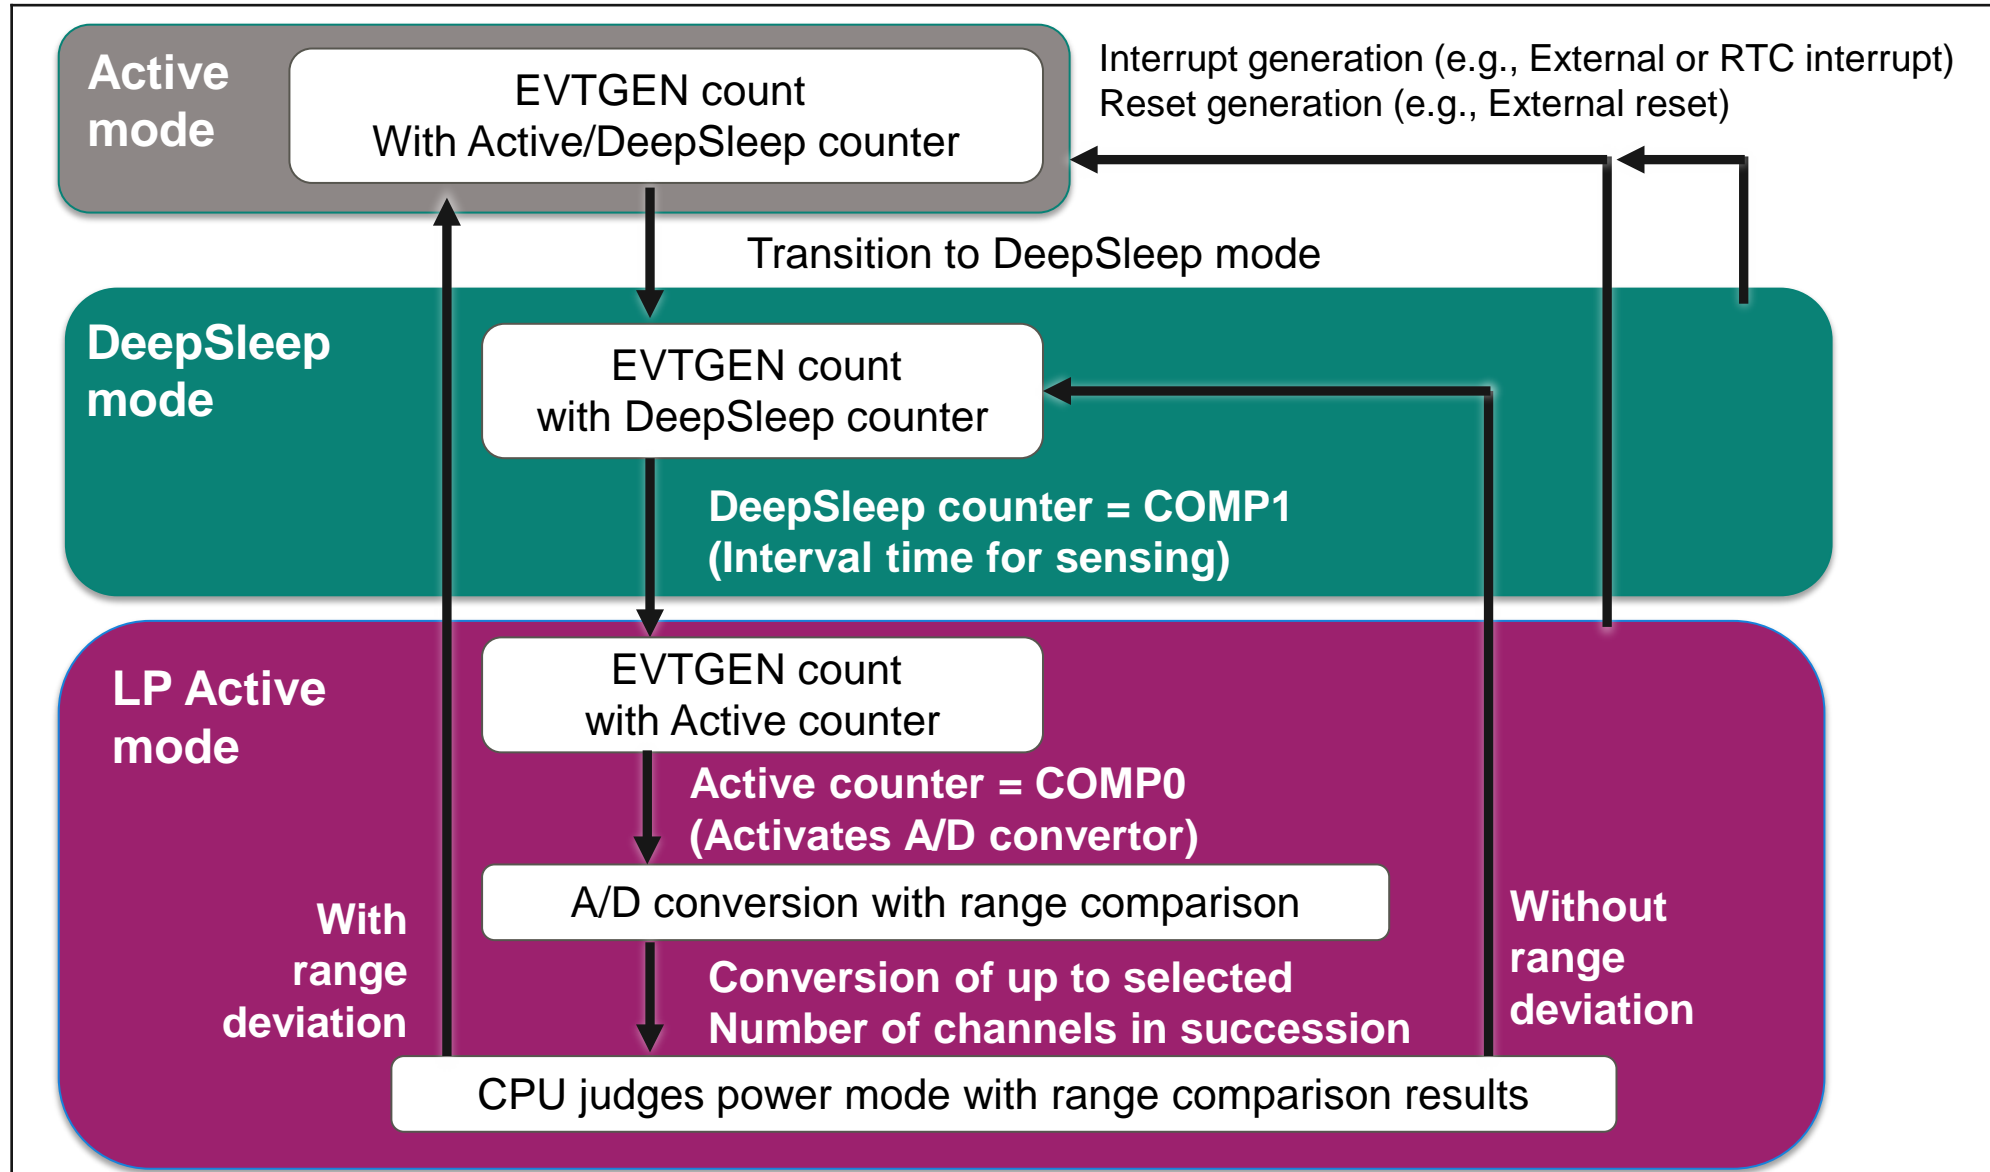 Active
mode
EVTGEN count
With Active/DeepSleep counter
Interrupt generation (e.g., External or RTC interrupt)
Reset generation (e.g., External reset)
Transition to DeepSleep mode
DeepSleep
mode
EVTGEN count
with DeepSleep counter
DeepSleep counter = COMP1
(Interval time for sensing)
LP Active
mode
EVTGEN count
with Active counter
Active counter = COMP0
(Activates A/D convertor)
A/D conversion with range comparison
With
range
deviation
Conversion of up to selected
Number of channels in succession
Without
range
deviation
CPU judges power mode with range comparison results